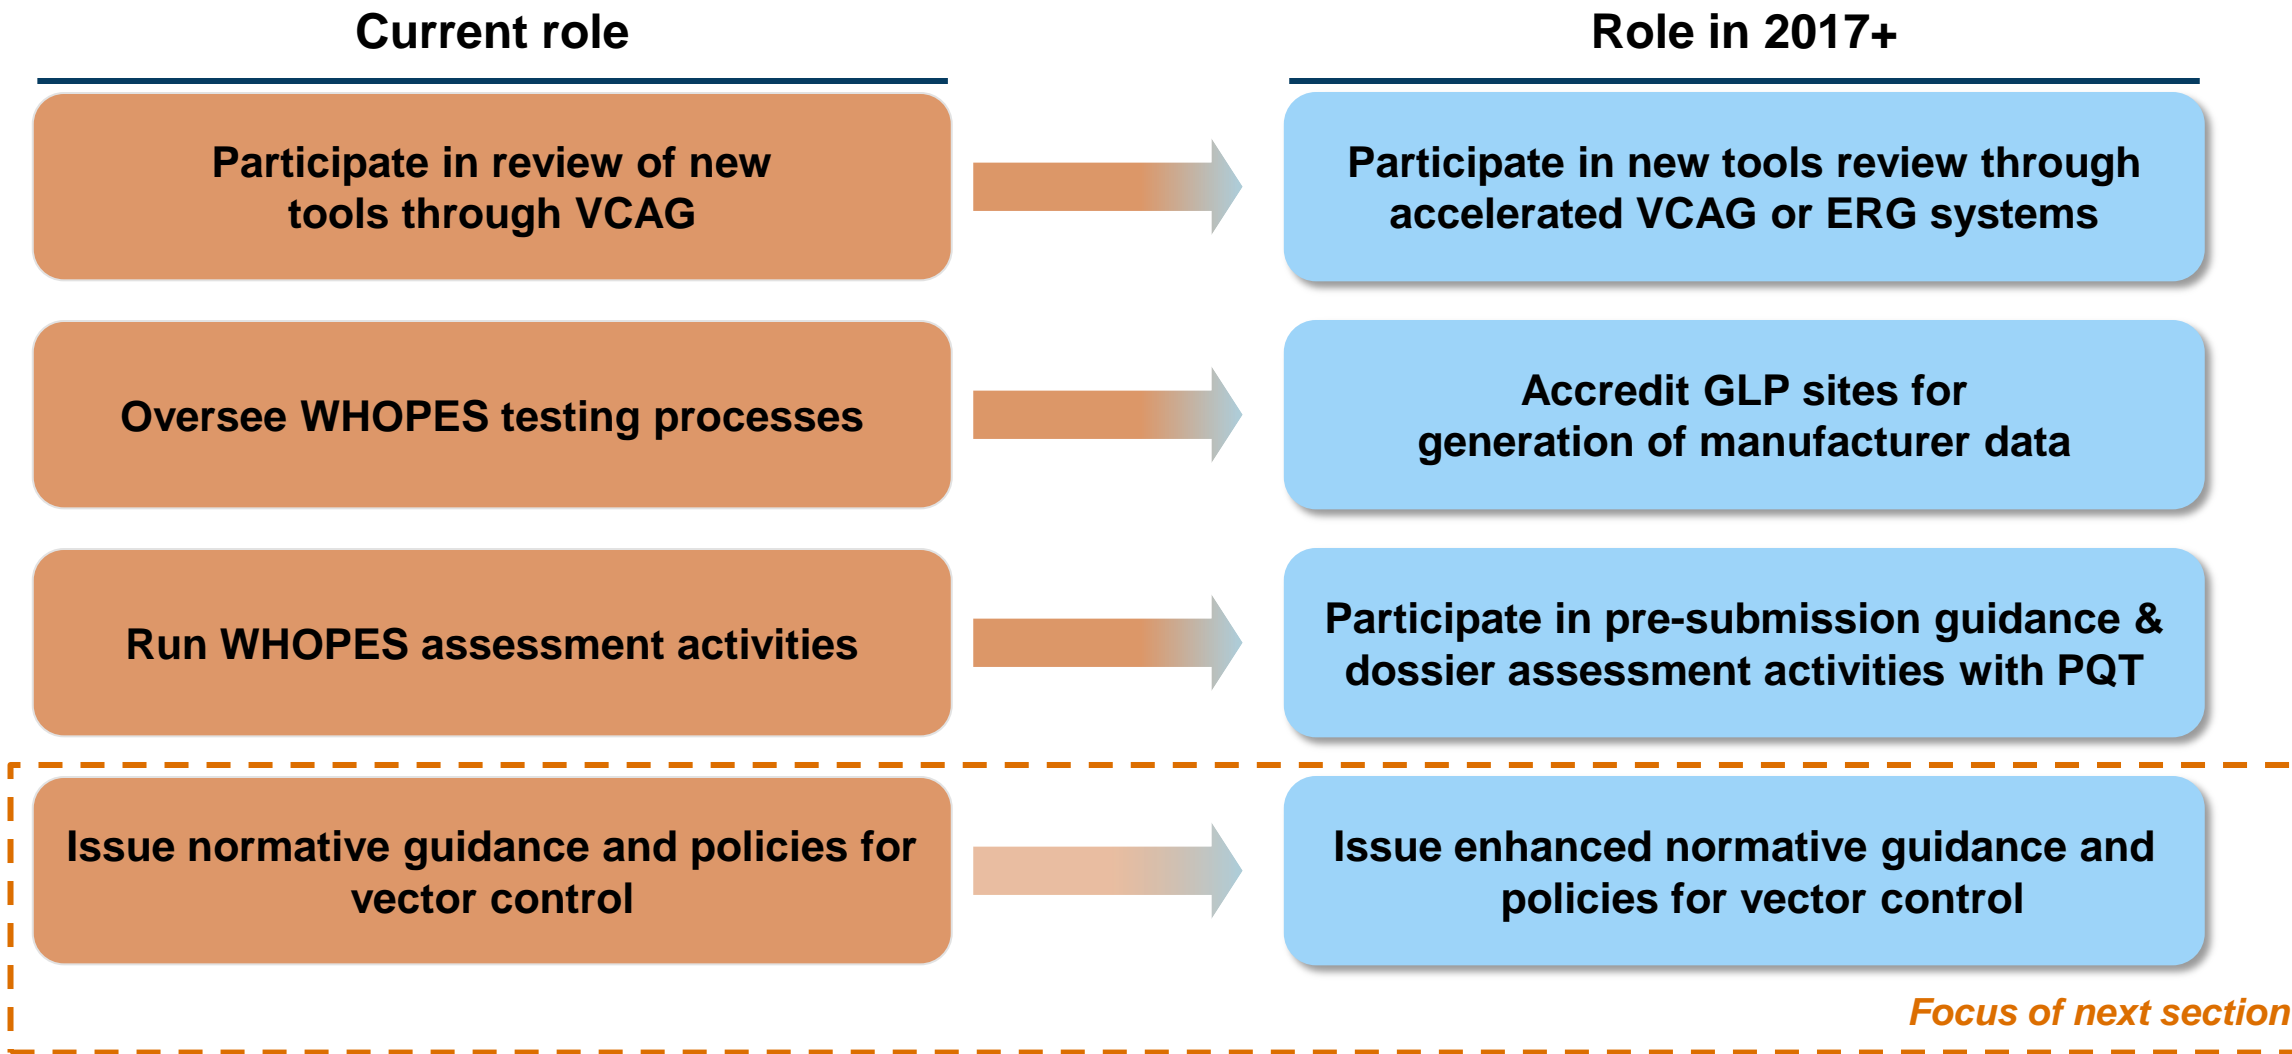 Current role
Role in 2017+
Participate in review of new
tools through VCAG
Participate in new tools review through
accelerated VCAG or ERG systems
Oversee WHOPES testing processes
Accredit GLP sites for
generation of manufacturer data
Run WHOPES assessment activities
Participate in pre-submission guidance &
dossier assessment activities with PQT
Issue normative guidance and policies for
vector control
Issue enhanced normative guidance and
policies for vector control
Focus of next section